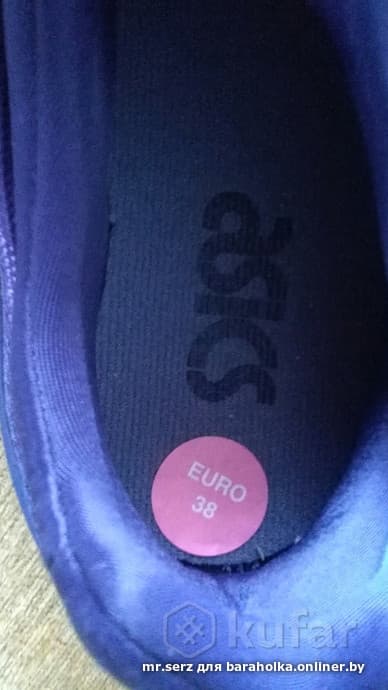 asics
EURO
38
kufar
mr.serz для baraholka.onliner.by